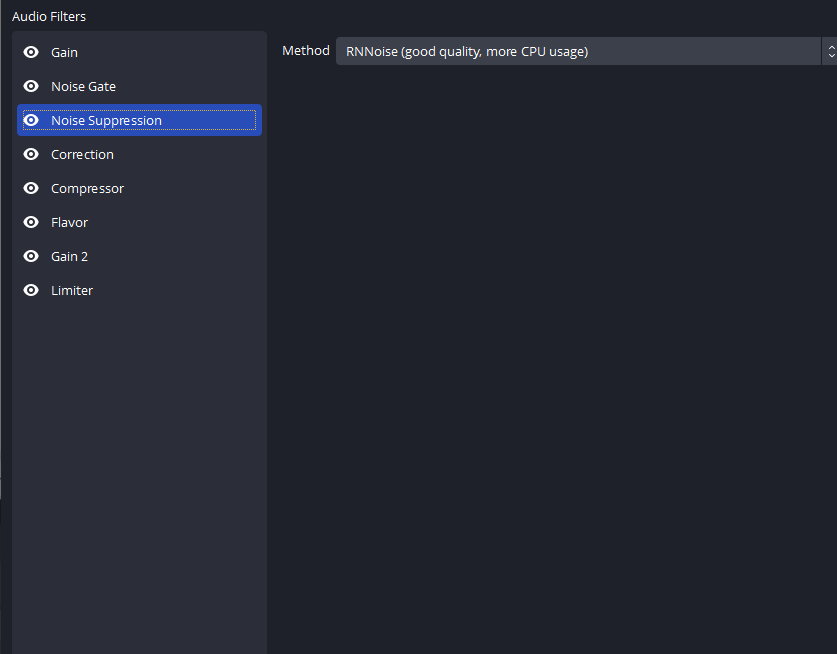 Audio Filters
Gain
Noise Gate
Noise Suppression
Correction
Compressor
Flavor
Gain 2
Limiter
Method RNNoise (good quality, more CPU usage)